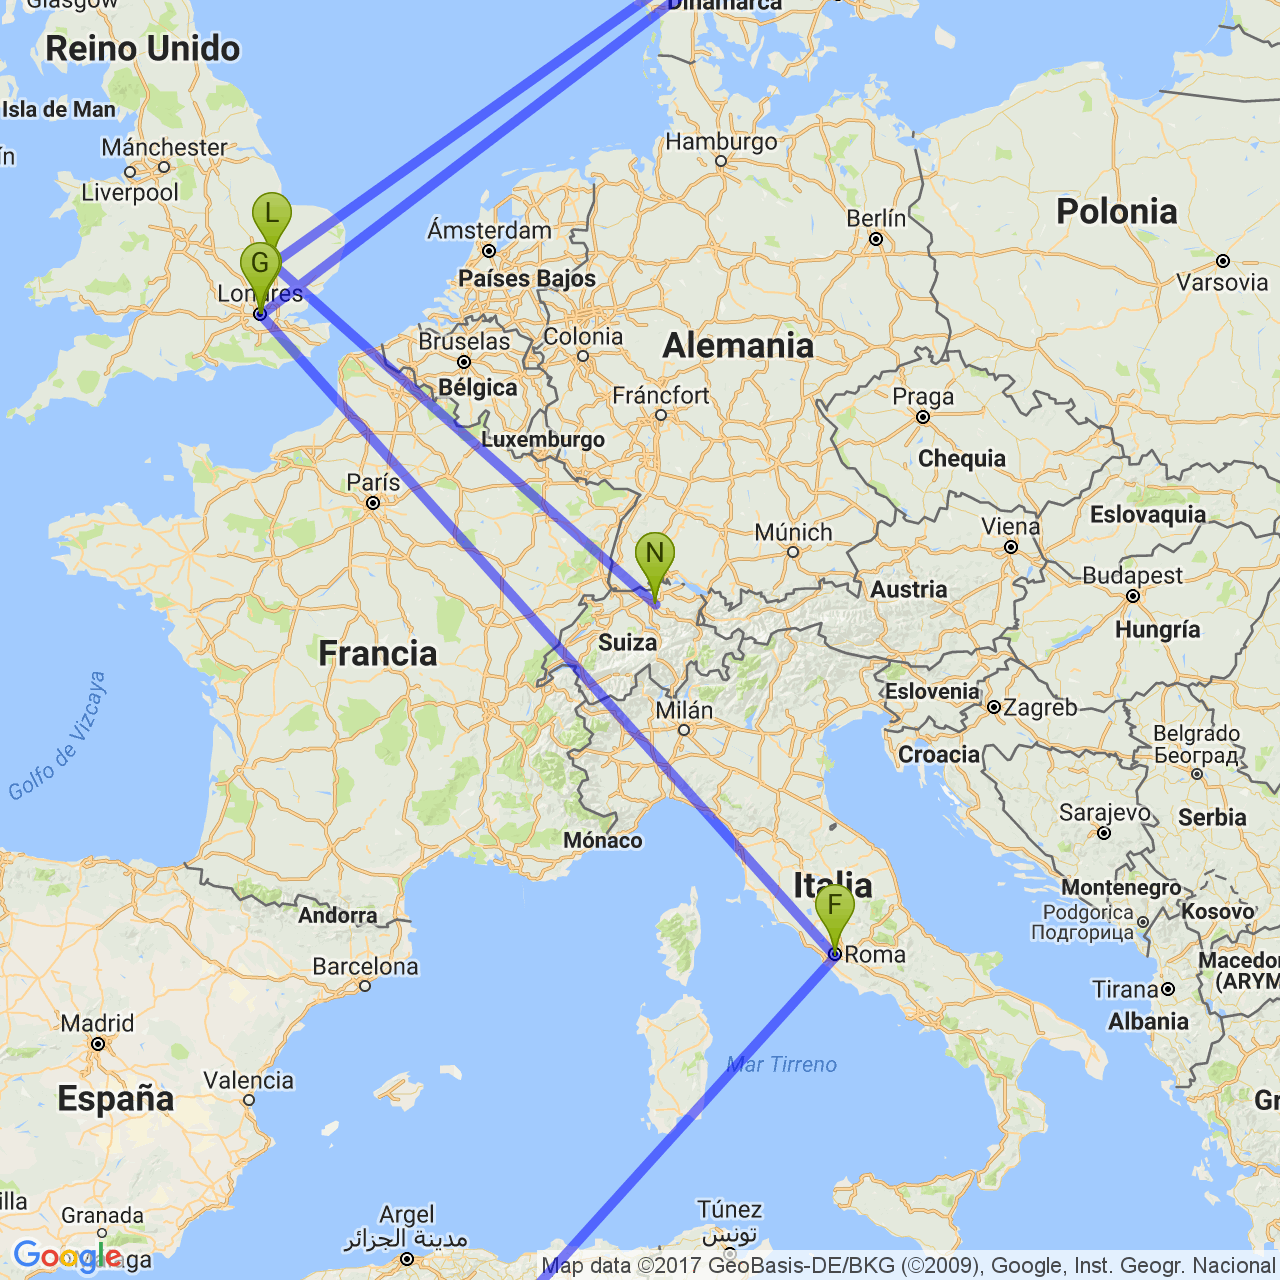 Glasgow
Dinamarca
Reino Unido
Isla de Man
Mánchester
Hamburgo
ín
Liverpool
Berlín
Polonia
L
Ámsterdam
G
Países Bajos
Varsovia
Londres
Bruselas
Colonia
Alemania
Bélgica
Fráncfort
Praga
Luxemburgo
Chequia
París
Eslovaquia
Múnich
Viena
N
Austria
Budapest
Hungría
Suiza
Francia
Eslovenia
Zagreb
Milán
Golfo de Vizcaya
Belgrado
Београд
Croacia
Sarajevo
Serbia
Mónaco
Italia
Montenegro
F
Andorra
Podgorica
Подгорица
Kosovo
Roma
Barcelona
Macedo
(ARYM
Tirana
Albania
Madrid
Mar Tirreno
Valencia
España
Gr
illa
Granada
Argel
مدينة الجزائر
Túnez
تونس
Google
aga
Map data ©2017 GeoBasis-DE/BKG (©2009), Google, Inst. Geogr. Nacional